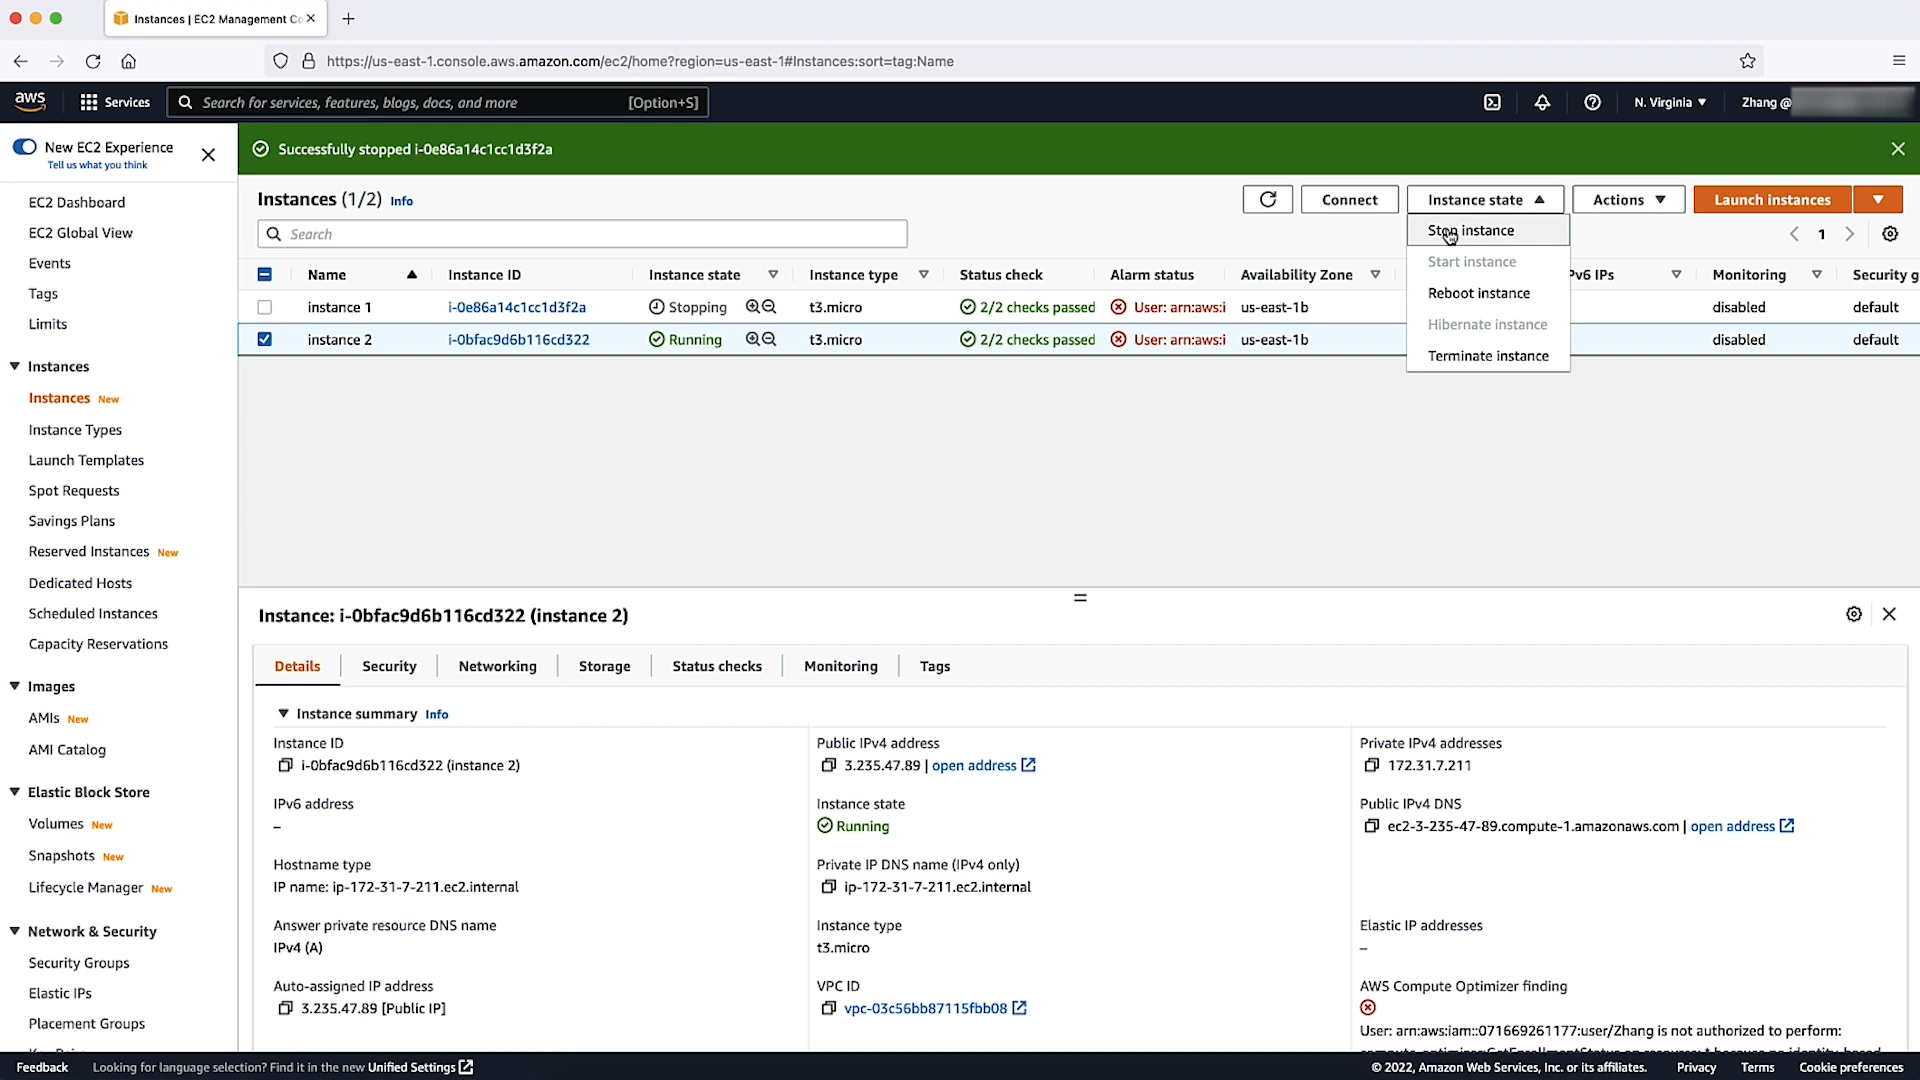 Instances | EC2 Management Co
https://us-east-1.console.aws.amazon.com/ec2/home?region=us-east-1#Instances:sort=tag:Name
aws
Services
Search for services, features, blogs, docs, and more
[Option+S]
N. Virginia
Zhang @
New EC2 Experience
Tell us what you think
Successfully stopped i-0e86a14c1cc1d3f2a
EC2 Dashboard
EC2 Global View
Events
Tags
Limits
Instances
Instances New
Instance Types
Launch Templates
Spot Requests
Savings Plans
Reserved Instances New
Dedicated Hosts
Scheduled Instances
Capacity Reservations
Images
AMIs New
AMI Catalog
Elastic Block Store
Volumes New
Snapshots New
Lifecycle Manager New
Network & Security
Security Groups
Elastic IPs
Placement Groups
Instances (1/2) Info
Connect
Instance state
Actions
Launch instances
Search
1
Stop instance
Start instance
Reboot instance
Hibernate instance
Terminate instance
Name Instance ID Instance state Instance type Status check Alarm status Availability Zone Pv6 IPs Monitoring Security g
instance 1 i-0e86a14c1cc1d3f2a Stopping t3.micro 2/2 checks passed User: arn:aws:i us-east-1b disabled default
instance 2 i-0bfac9d6b116cd322 Running t3.micro 2/2 checks passed User: arn:aws:i us-east-1b disabled default
Instance: i-0bfac9d6b116cd322 (instance 2)
Details Security Networking Storage Status checks Monitoring Tags
Instance summary Info
Instance ID
i-0bfac9d6b116cd322 (instance 2)
Public IPv4 address
3.235.47.89 | open address
Private IPv4 addresses
172.31.7.211
IPv6 address
–
Instance state
Running
Public IPv4 DNS
ec2-3-235-47-89.compute-1.amazonaws.com | open address
Hostname type
IP name: ip-172-31-7-211.ec2.internal
Private IP DNS name (IPv4 only)
ip-172-31-7-211.ec2.internal
Answer private resource DNS name
IPv4 (A)
Instance type
t3.micro
Elastic IP addresses
–
Auto-assigned IP address
3.235.47.89 [Public IP]
VPC ID
vpc-03c56bb87115fbb08
AWS Compute Optimizer finding
User: arn:aws:iam::071669261177:user/Zhang is not authorized to perform:
Feedback
Looking for language selection? Find it in the new Unified Settings
© 2022, Amazon Web Services, Inc. or its affiliates.
Privacy
Terms
Cookie preferences